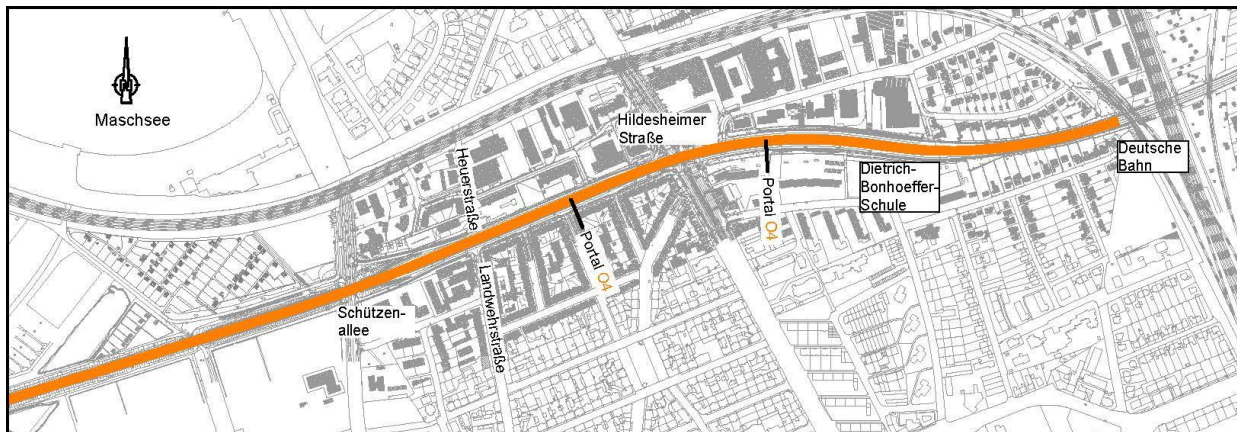 Maschsee
Hildesheimer
Straße
Heuerstraße
Portal O4
Deutsche
Bahn
Dietrich-
Bonhoeffer-
Schule
Portal O4
Landwehrstraße
Schützen-
allee